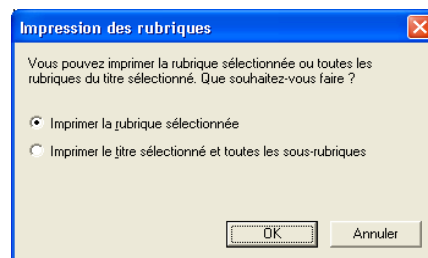 Impression des rubriques
Vous pouvez imprimer la rubrique sélectionnée ou toutes les
rubriques du titre sélectionné. Que souhaitez-vous faire ?
Imprimer la rubrique sélectionnée
Imprimer le titre sélectionné et toutes les sous-rubriques
OK
Annuler